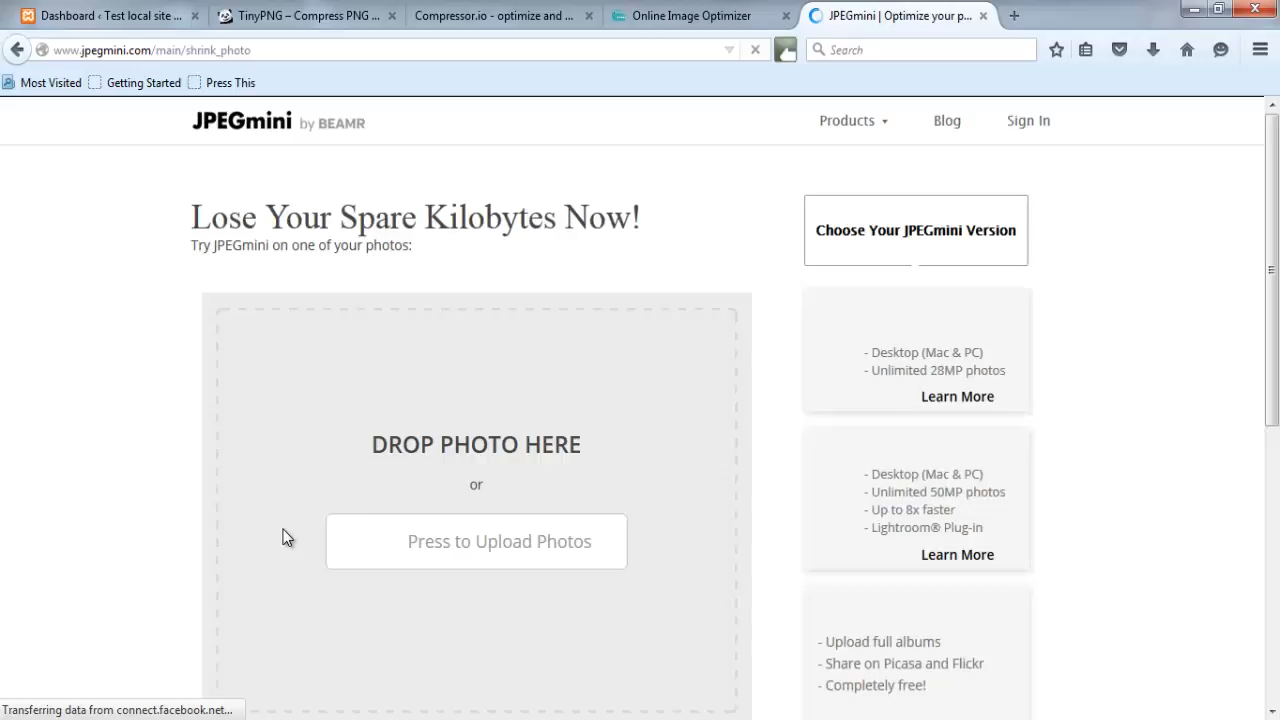 Dashboard ‹ Test local site ...
TinyPNG – Compress PNG ...
Compressor.io - optimize and ...
Online Image Optimizer
JPEGmini | Optimize your p...
www.jpegmini.com/main/shrink_photo
Search
Most Visited
Getting Started
Press This
JPEGmini by BEAMR
Products
Blog
Sign In
Lose Your Spare Kilobytes Now!
Try JPEGmini on one of your photos:
DROP PHOTO HERE
or
Press to Upload Photos
Choose Your JPEGmini Version
- Desktop (Mac & PC)
- Unlimited 28MP photos
Learn More
- Desktop (Mac & PC)
- Unlimited 50MP photos
- Up to 8x faster
- Lightroom® Plug-in
Learn More
- Upload full albums
- Share on Picasa and Flickr
- Completely free!
Transferring data from connect.facebook.net...